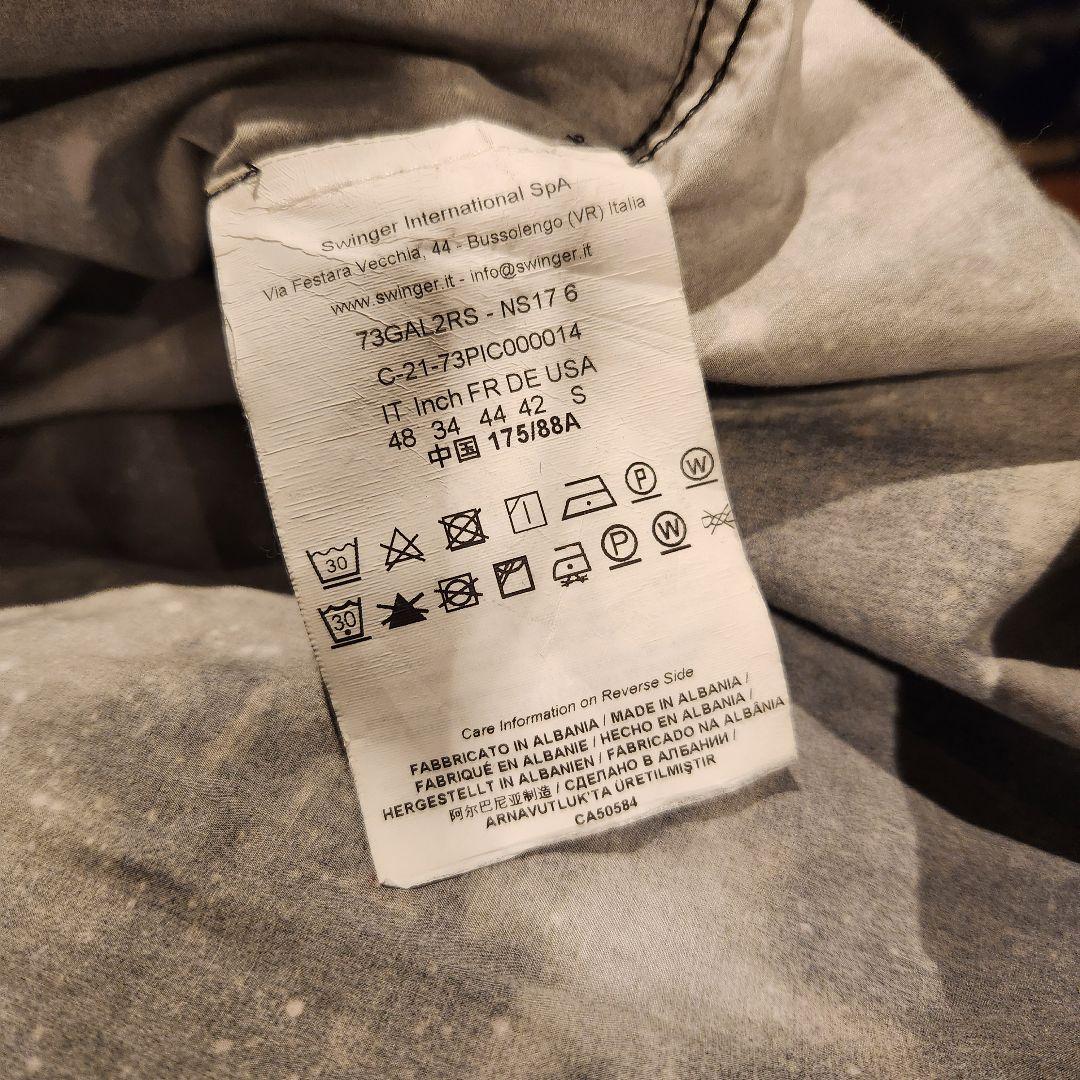 Swinger International SpA
Via Festara Vecchia, 44 - Bussolengo (VR) Italia
www.swinger.it - info@swinger.it
73GAL2RS - NS17 6
C-21-73PIC000014
IT Inch FR DE USA
48 34 44 42 S
中国 175/88A
30 P W
30 P W
Care Information on Reverse Side
FABBRICATO IN ALBANIA / MADE IN ALBANIA /
FABRIQUÉ EN ALBANIE / HECHO EN ALBANIA /
HERGESTELLT IN ALBANIEN / FABRICADO NA ALBÂNIA
阿尔巴尼亚制造 / СДЕЛАНО В АЛБАНИИ /
ARNAVUTLUK'TA ÜRETILMIŞTIR
CA50584